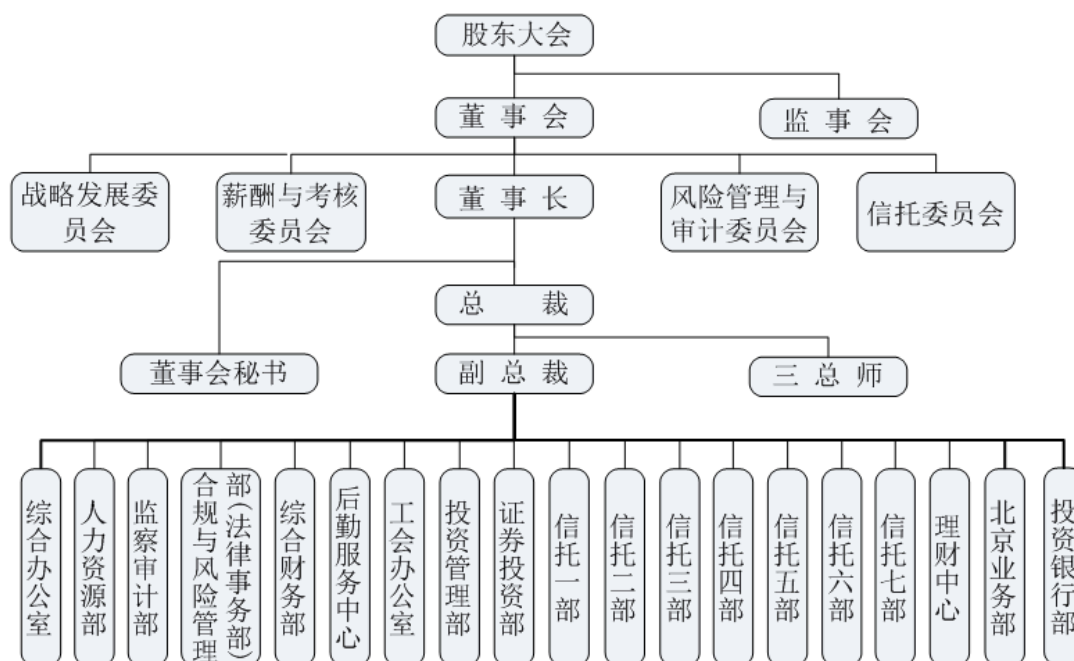 股东大会
董事会
监事会
战略发展委
员会
薪酬与考核
委员会
董事长
风险管理与
审计委员会
信托委员会
总裁
董事会秘书
副总裁
三总师
综合办公室
人力资源部
监察审计部
合规与风险管理
部(法律事务部)
综合财务部
后勤服务中心
工会办公室
投资管理部
证券投资部
信托一部
信托二部
信托三部
信托四部
信托五部
信托六部
信托七部
理财中心
北京业务部
投资银行部